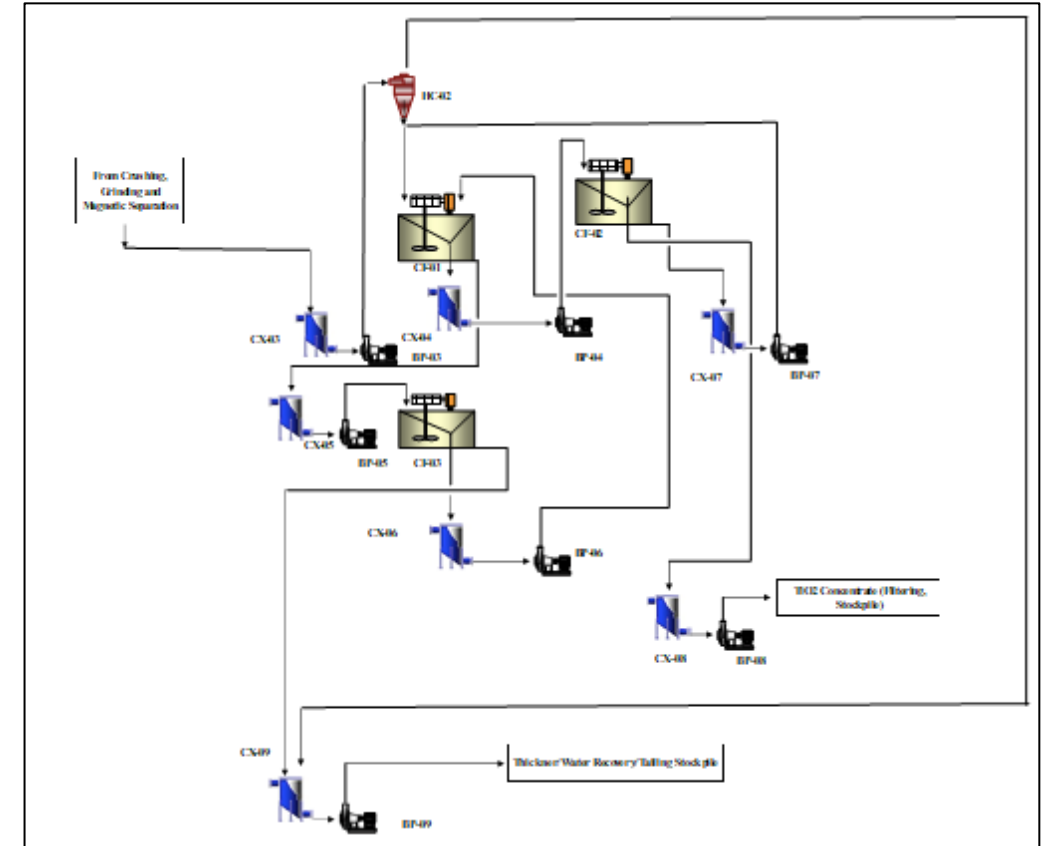 HC-02
From Crushing,
Grinding and
Magnetic Separation
CF-02
CF-01
CX-03
BP-03
CX-04
BP-04
CX-07
BP-07
CX-05
BP-05
CF-03
CX-06
BP-06
TiO2 Concentrate (Filtering,
Stockpile)
CX-08
BP-08
CX-09
Thickner/Water Recovery/Tailing Stockpile
BP-09